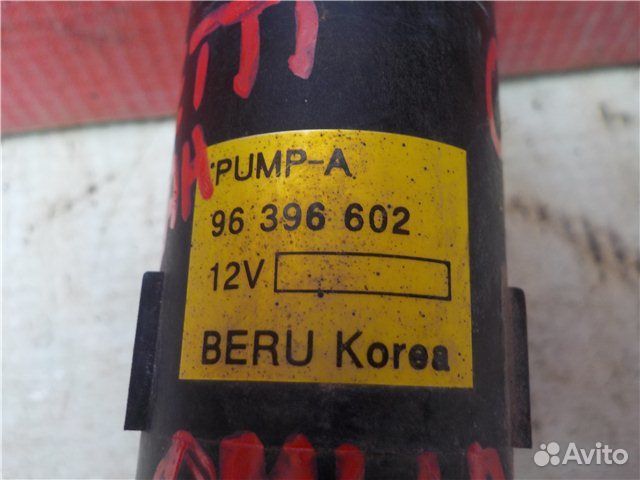 PUMP-A
96 396 602
12V
BERU Korea
Avito